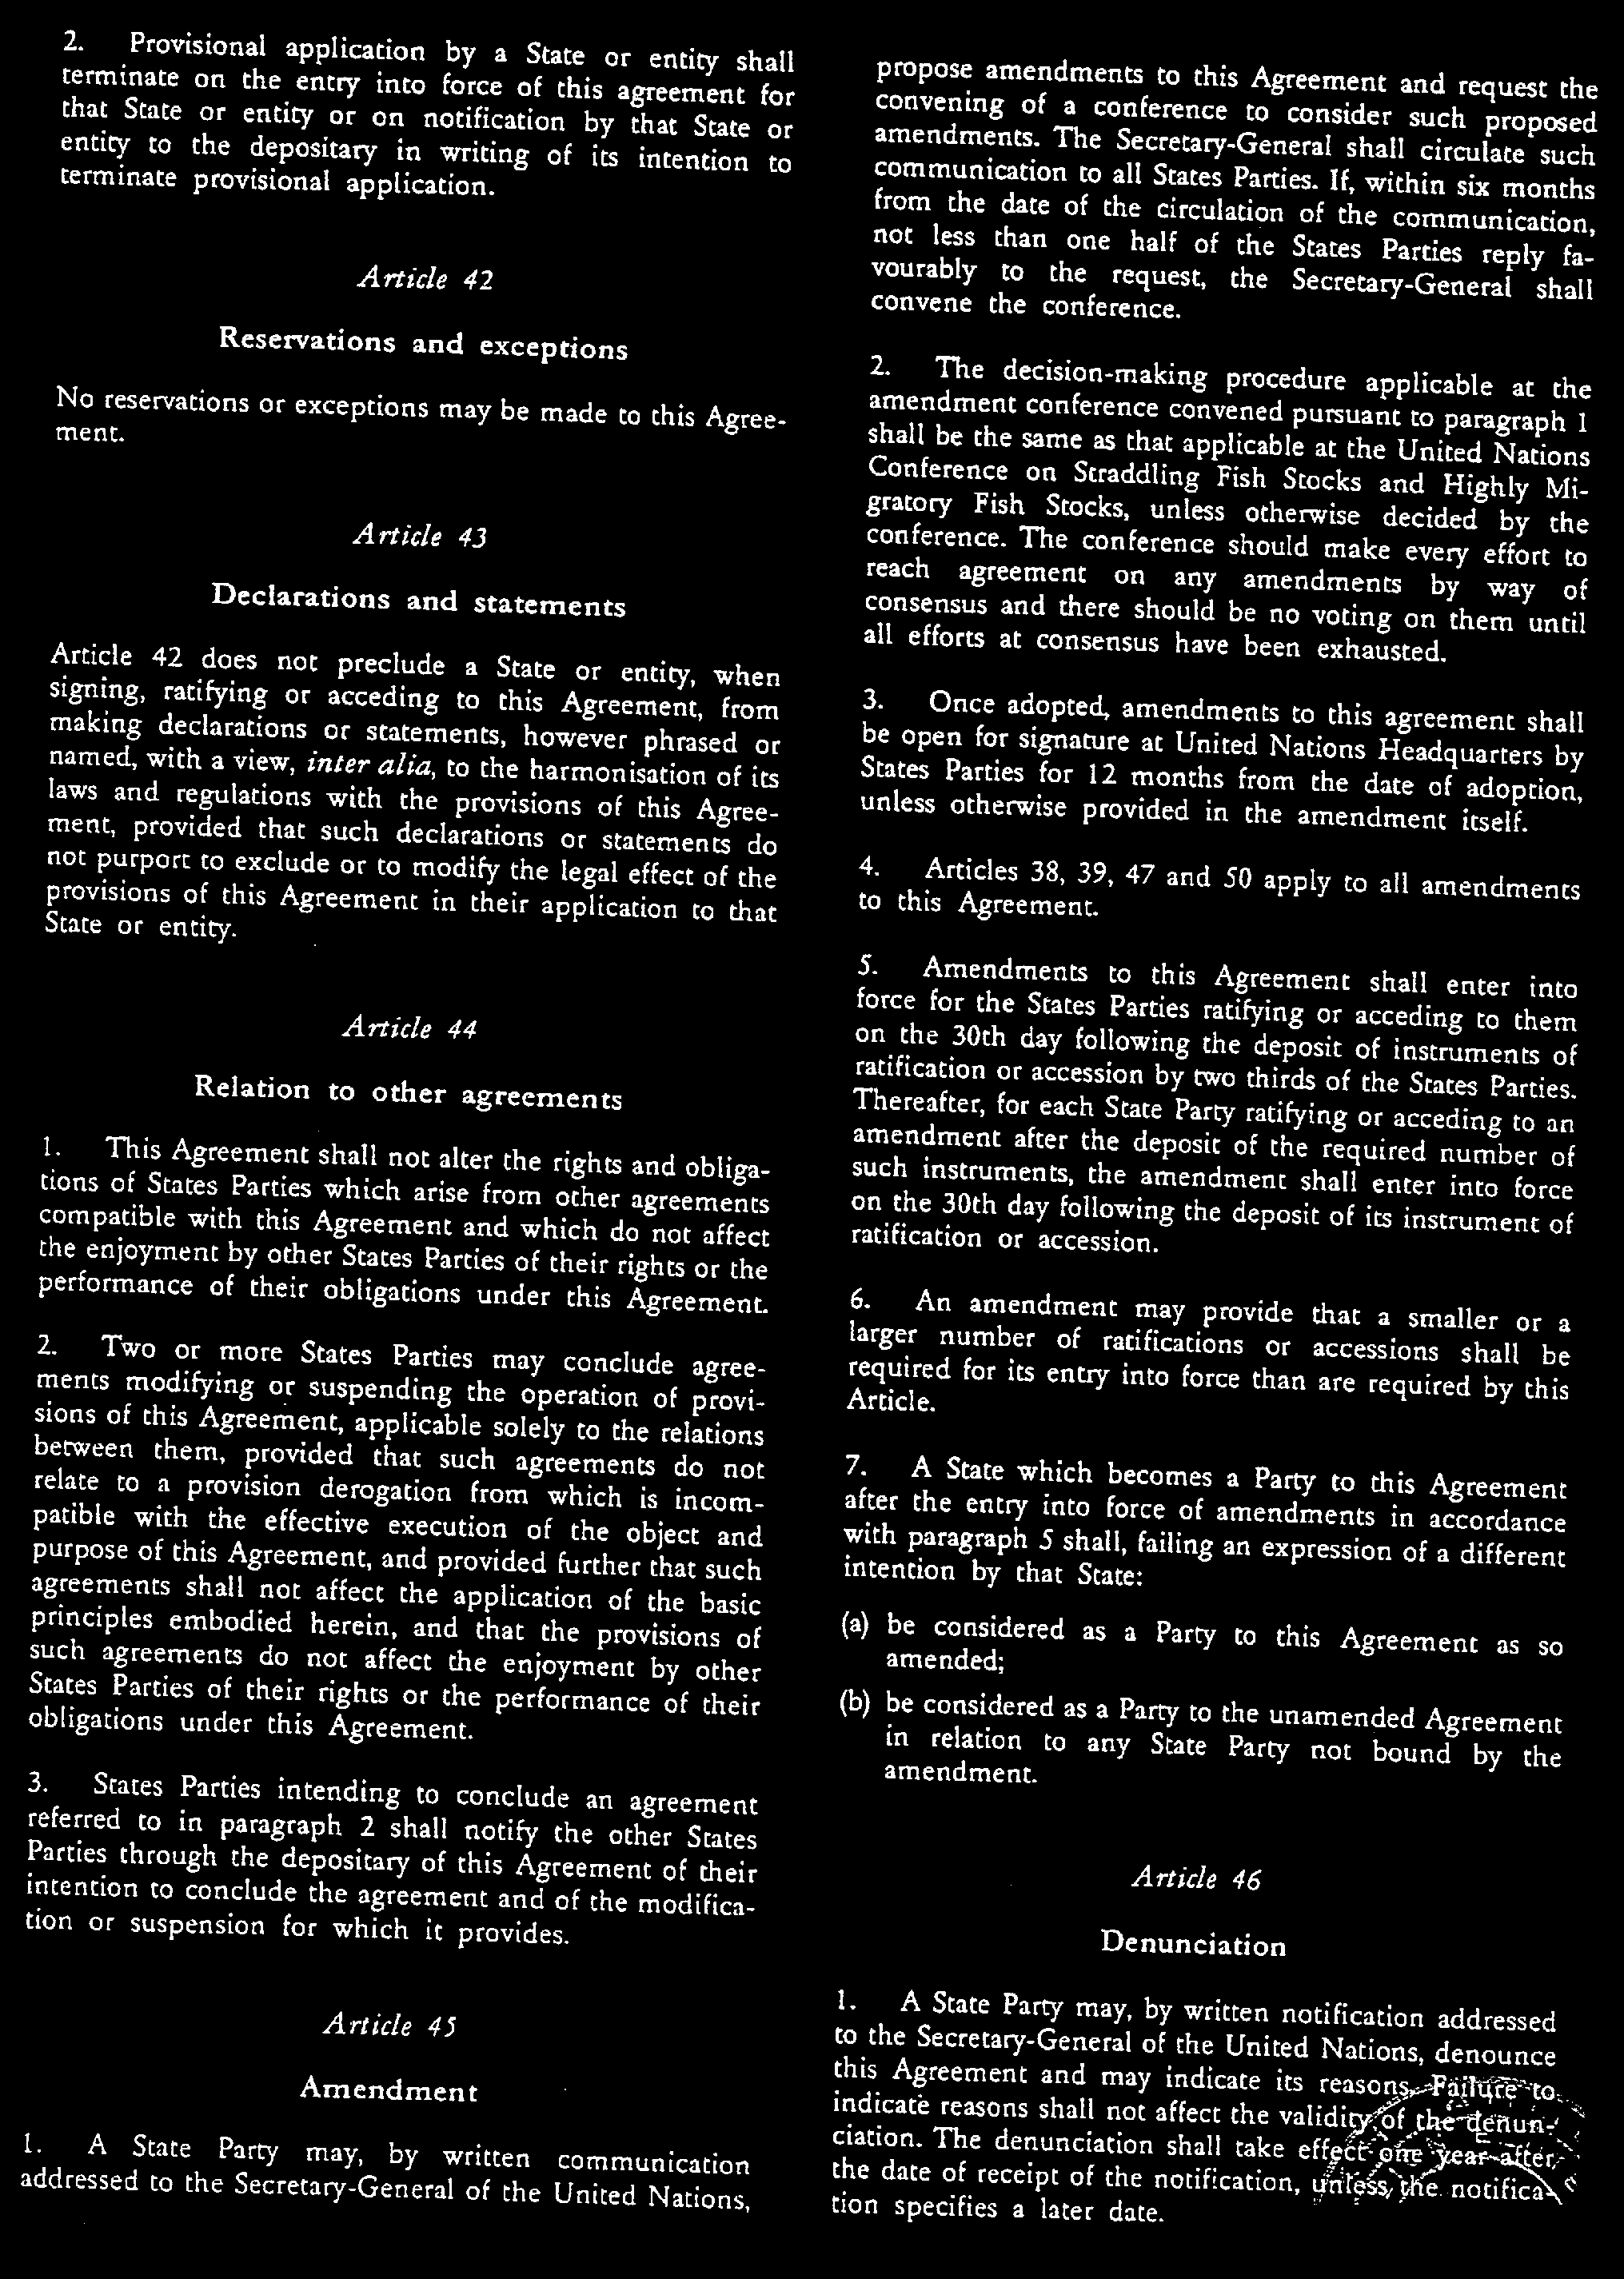 2. Provisional application by a State or entity shall
terminate on the entry into force of this agreement for
that State or entity or on notification by that State or
entity to the depositary in writing of its intention to
terminate provisional application.
Article 42
Reservations and exceptions
No reservations or exceptions may be made to this Agree-
ment.
Article 43
Declarations and statements
Article 42 does not preclude a State or entity, when
signing, ratifying or acceding to this Agreement, from
making declarations or statements, however phrased or
named, with a view, inter alia, to the harmonisation of its
laws and regulations with the provisions of this Agree-
ment, provided that such declarations or statements do
not purport to exclude or to modify the legal effect of the
provisions of this Agreement in their application to that
State or entity.
Article 44
Relation to other agreements
1. This Agreement shall not alter the rights and obliga-
tions of States Parties which arise from other agreements
compatible with this Agreement and which do not affect
the enjoyment by other States Parties of their rights or the
performance of their obligations under this Agreement.
2. Two or more States Parties may conclude agree-
ments modifying or suspending the operation of provi-
sions of this Agreement, applicable solely to the relations
between them, provided that such agreements do not
relate to a provision derogation from which is incom-
patible with the effective execution of the object and
purpose of this Agreement, and provided further that such
agreements shall not affect the application of the basic
principles embodied herein, and that the provisions of
such agreements do not affect the enjoyment by other
States Parties of their rights or the performance of their
obligations under this Agreement.
3. States Parties intending to conclude an agreement
referred to in paragraph 2 shall notify the other States
Parties through the depositary of this Agreement of their
intention to conclude the agreement and of the modifica-
tion or suspension for which it provides.
Article 45
Amendment
1. A State Party may, by written communication
addressed to the Secretary-General of the United Nations,
propose amendments to this Agreement and request the
convening of a conference to consider such proposed
amendments. The Secretary-General shall circulate such
communication to all States Parties. If, within six months
from the date of the circulation of the communication,
not less than one half of the States Parties reply fa-
vourably to the request, the Secretary-General shall
convene the conference.
2. The decision-making procedure applicable at the
amendment conference convened pursuant to paragraph 1
shall be the same as that applicable at the United Nations
Conference on Straddling Fish Stocks and Highly Mi-
gratory Fish Stocks, unless otherwise decided by the
conference. The conference should make every effort to
reach agreement on any amendments by way of
consensus and there should be no voting on them until
all efforts at consensus have been exhausted.
3. Once adopted, amendments to this agreement shall
be open for signature at United Nations Headquarters by
States Parties for 12 months from the date of adoption,
unless otherwise provided in the amendment itself.
4. Articles 38, 39, 47 and 50 apply to all amendments
to this Agreement.
5. Amendments to this Agreement shall enter into
force for the States Parties ratifying or acceding to them
on the 30th day following the deposit of instruments of
ratification or accession by two thirds of the States Parties.
Thereafter, for each State Party ratifying or acceding to an
amendment after the deposit of the required number of
such instruments, the amendment shall enter into force
on the 30th day following the deposit of its instrument of
ratification or accession.
6. An amendment may provide that a smaller or a
larger number of ratifications or accessions shall be
required for its entry into force than are required by this
Article.
7. A State which becomes a Party to this Agreement
after the entry into force of amendments in accordance
with paragraph 5 shall, failing an expression of a different
intention by that State:
(a) be considered as a Party to this Agreement as so
amended;
(b) be considered as a Party to the unamended Agreement
in relation to any State Party not bound by the
amendment.
Article 46
Denunciation
1. A State Party may, by written notification addressed
to the Secretary-General of the United Nations, denounce
this Agreement and may indicate its reasons. Failure to
indicate reasons shall not affect the validity of the denun-
ciation. The denunciation shall take effect one year after
the date of receipt of the notification, unless the notifica-
tion specifies a later date.